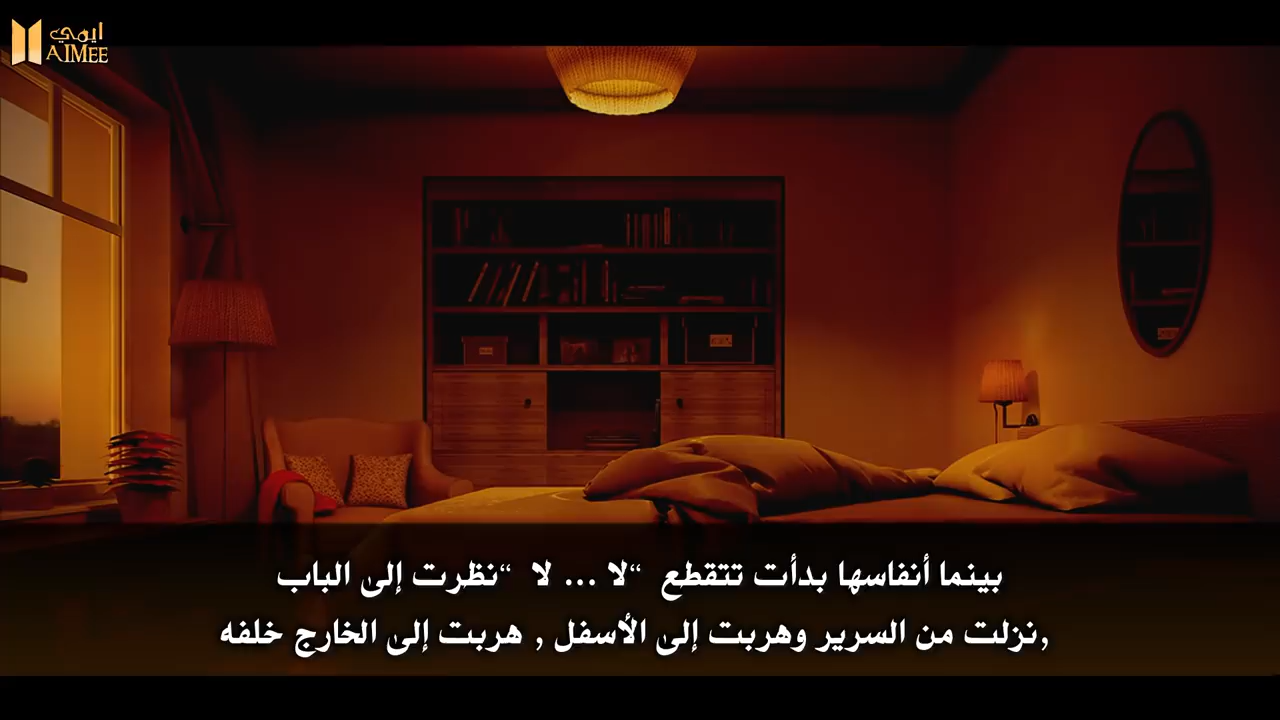 ايمي
AIMEE
بينما أنفاسها بدأت تتقطع “لا ... لا “نظرت إلى الباب
,نزلت من السرير وهربت إلى الأسفل , هربت إلى الخارج خلفه